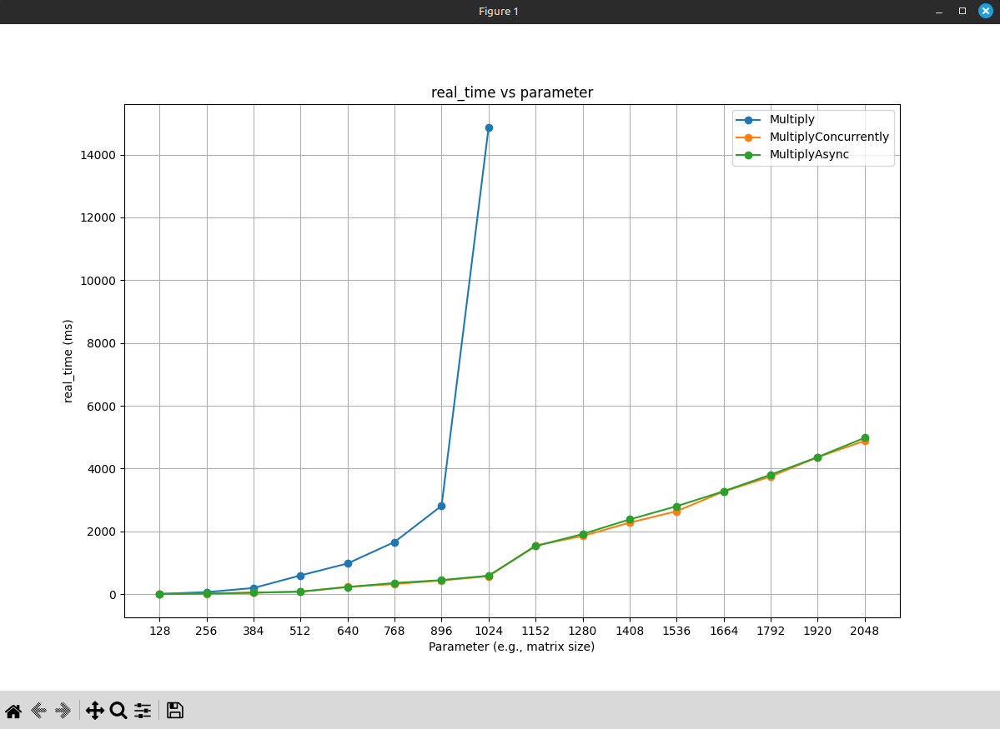 Figure 1
real_time vs parameter
Multiply
MultiplyConcurrently
MultiplyAsync
14000
12000
10000
8000
6000
4000
2000
0
real_time (ms)
128 256 384 512 640 768 896 1024 1152 1280 1408 1536 1664 1792 1920 2048
Parameter (e.g., matrix size)